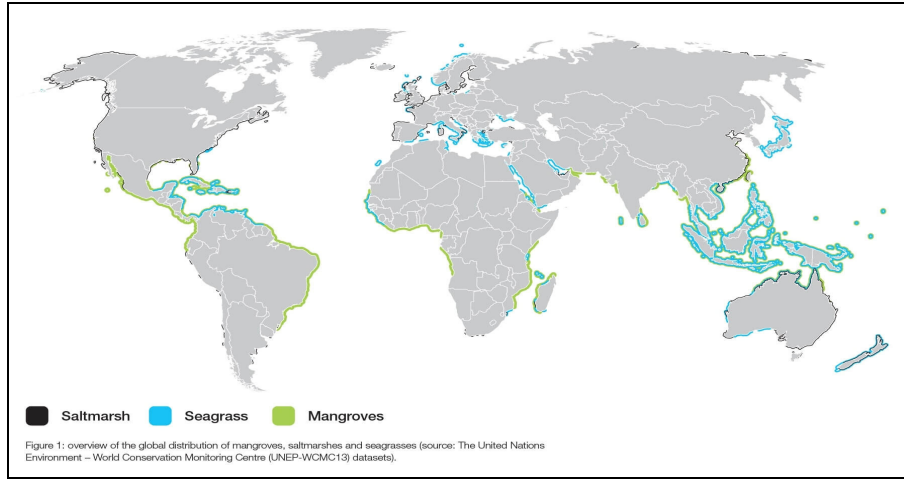 Saltmarsh Seagrass Mangroves
Figure 1: overview of the global distribution of mangroves, saltmarshes and seagrasses (source: The United Nations
Environment – World Conservation Monitoring Centre (UNEP-WCMC13) datasets).